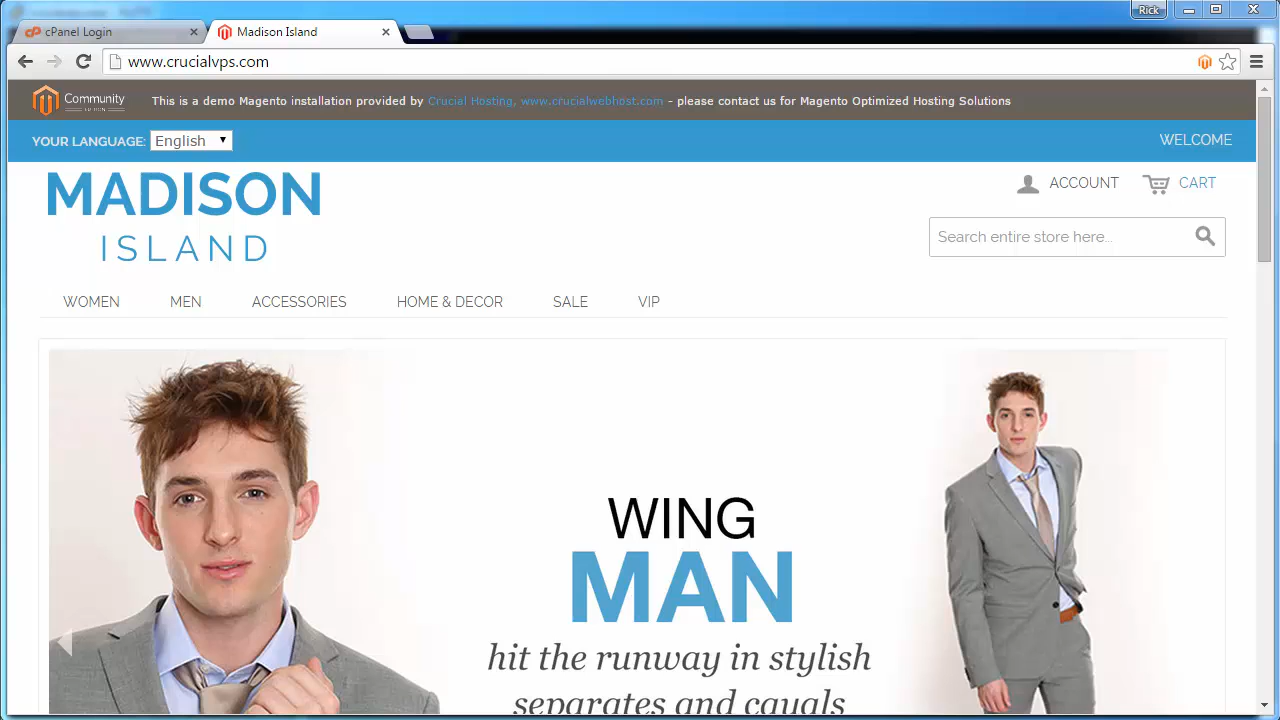 Rick
cPanel Login
Madison Island
www.crucialvps.com
Community
This is a demo Magento installation provided by Crucial Hosting, www.crucialwebhost.com - please contact us for Magento Optimized Hosting Solutions
YOUR LANGUAGE: English
WELCOME
MADISON
ISLAND
ACCOUNT
CART
Search entire store here...
WOMEN MEN ACCESSORIES HOME & DECOR SALE VIP
WING
MAN
hit the runway in stylish
separates and cauals